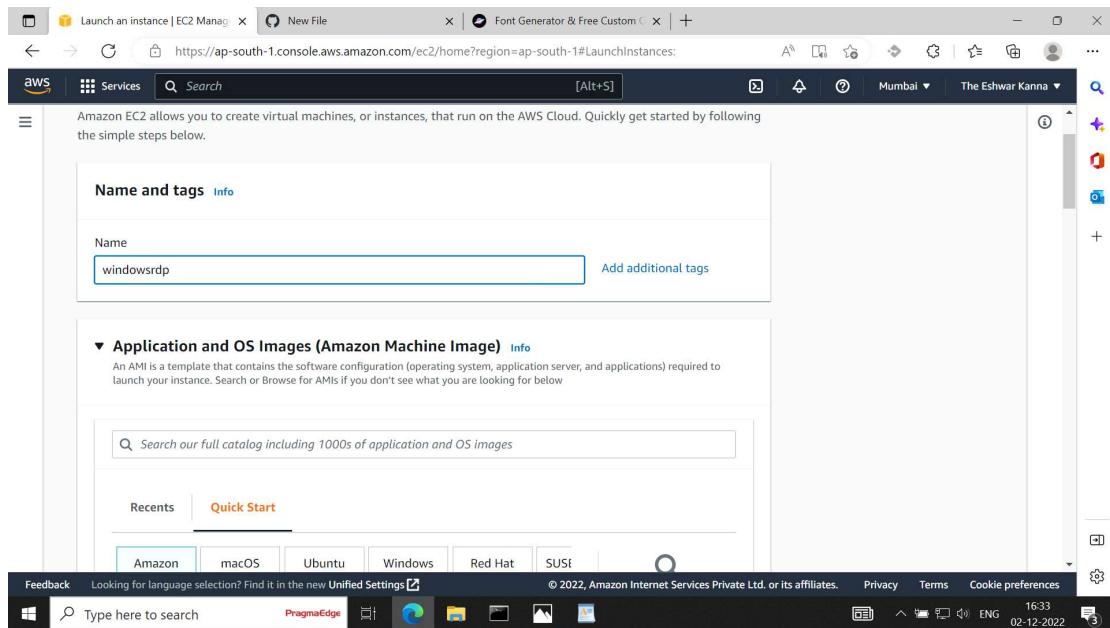 Launch an instance | EC2 Manag
New File
Font Generator & Free Custom
https://ap-south-1.console.aws.amazon.com/ec2/home?region=ap-south-1#LaunchInstances:
aws
Services
Search
[Alt+S]
Mumbai
The Eshwar Kanna
Amazon EC2 allows you to create virtual machines, or instances, that run on the AWS Cloud. Quickly get started by following
the simple steps below.
Name and tags Info
Name
windowsrdp
Add additional tags
Application and OS Images (Amazon Machine Image) Info
An AMI is a template that contains the software configuration (operating system, application server, and applications) required to
launch your instance. Search or Browse for AMIs if you don't see what you are looking for below
Search our full catalog including 1000s of application and OS images
Recents
Quick Start
Amazon
macOS
Ubuntu
Windows
Red Hat
SUSE
Feedback
Looking for language selection? Find it in the new Unified Settings
© 2022, Amazon Internet Services Private Ltd. or its affiliates.
Privacy
Terms
Cookie preferences
Type here to search
PragmaEdge
ENG
16:33
02-12-2022
3